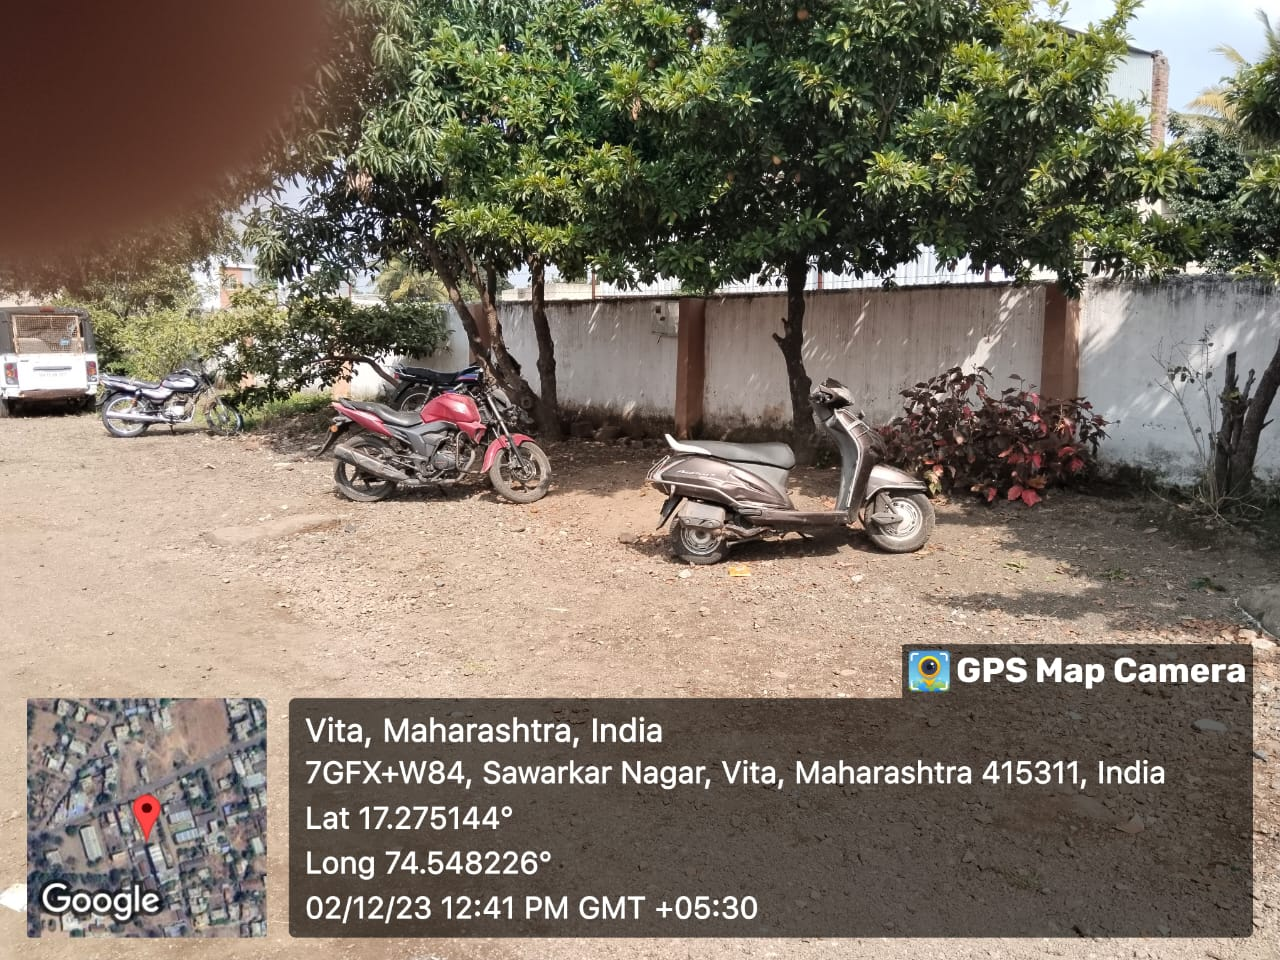 GPS Map Camera
Vita, Maharashtra, India
7GFX+W84, Sawarkar Nagar, Vita, Maharashtra 415311, India
Lat 17.275144°
Long 74.548226°
02/12/23 12:41 PM GMT +05:30
Google